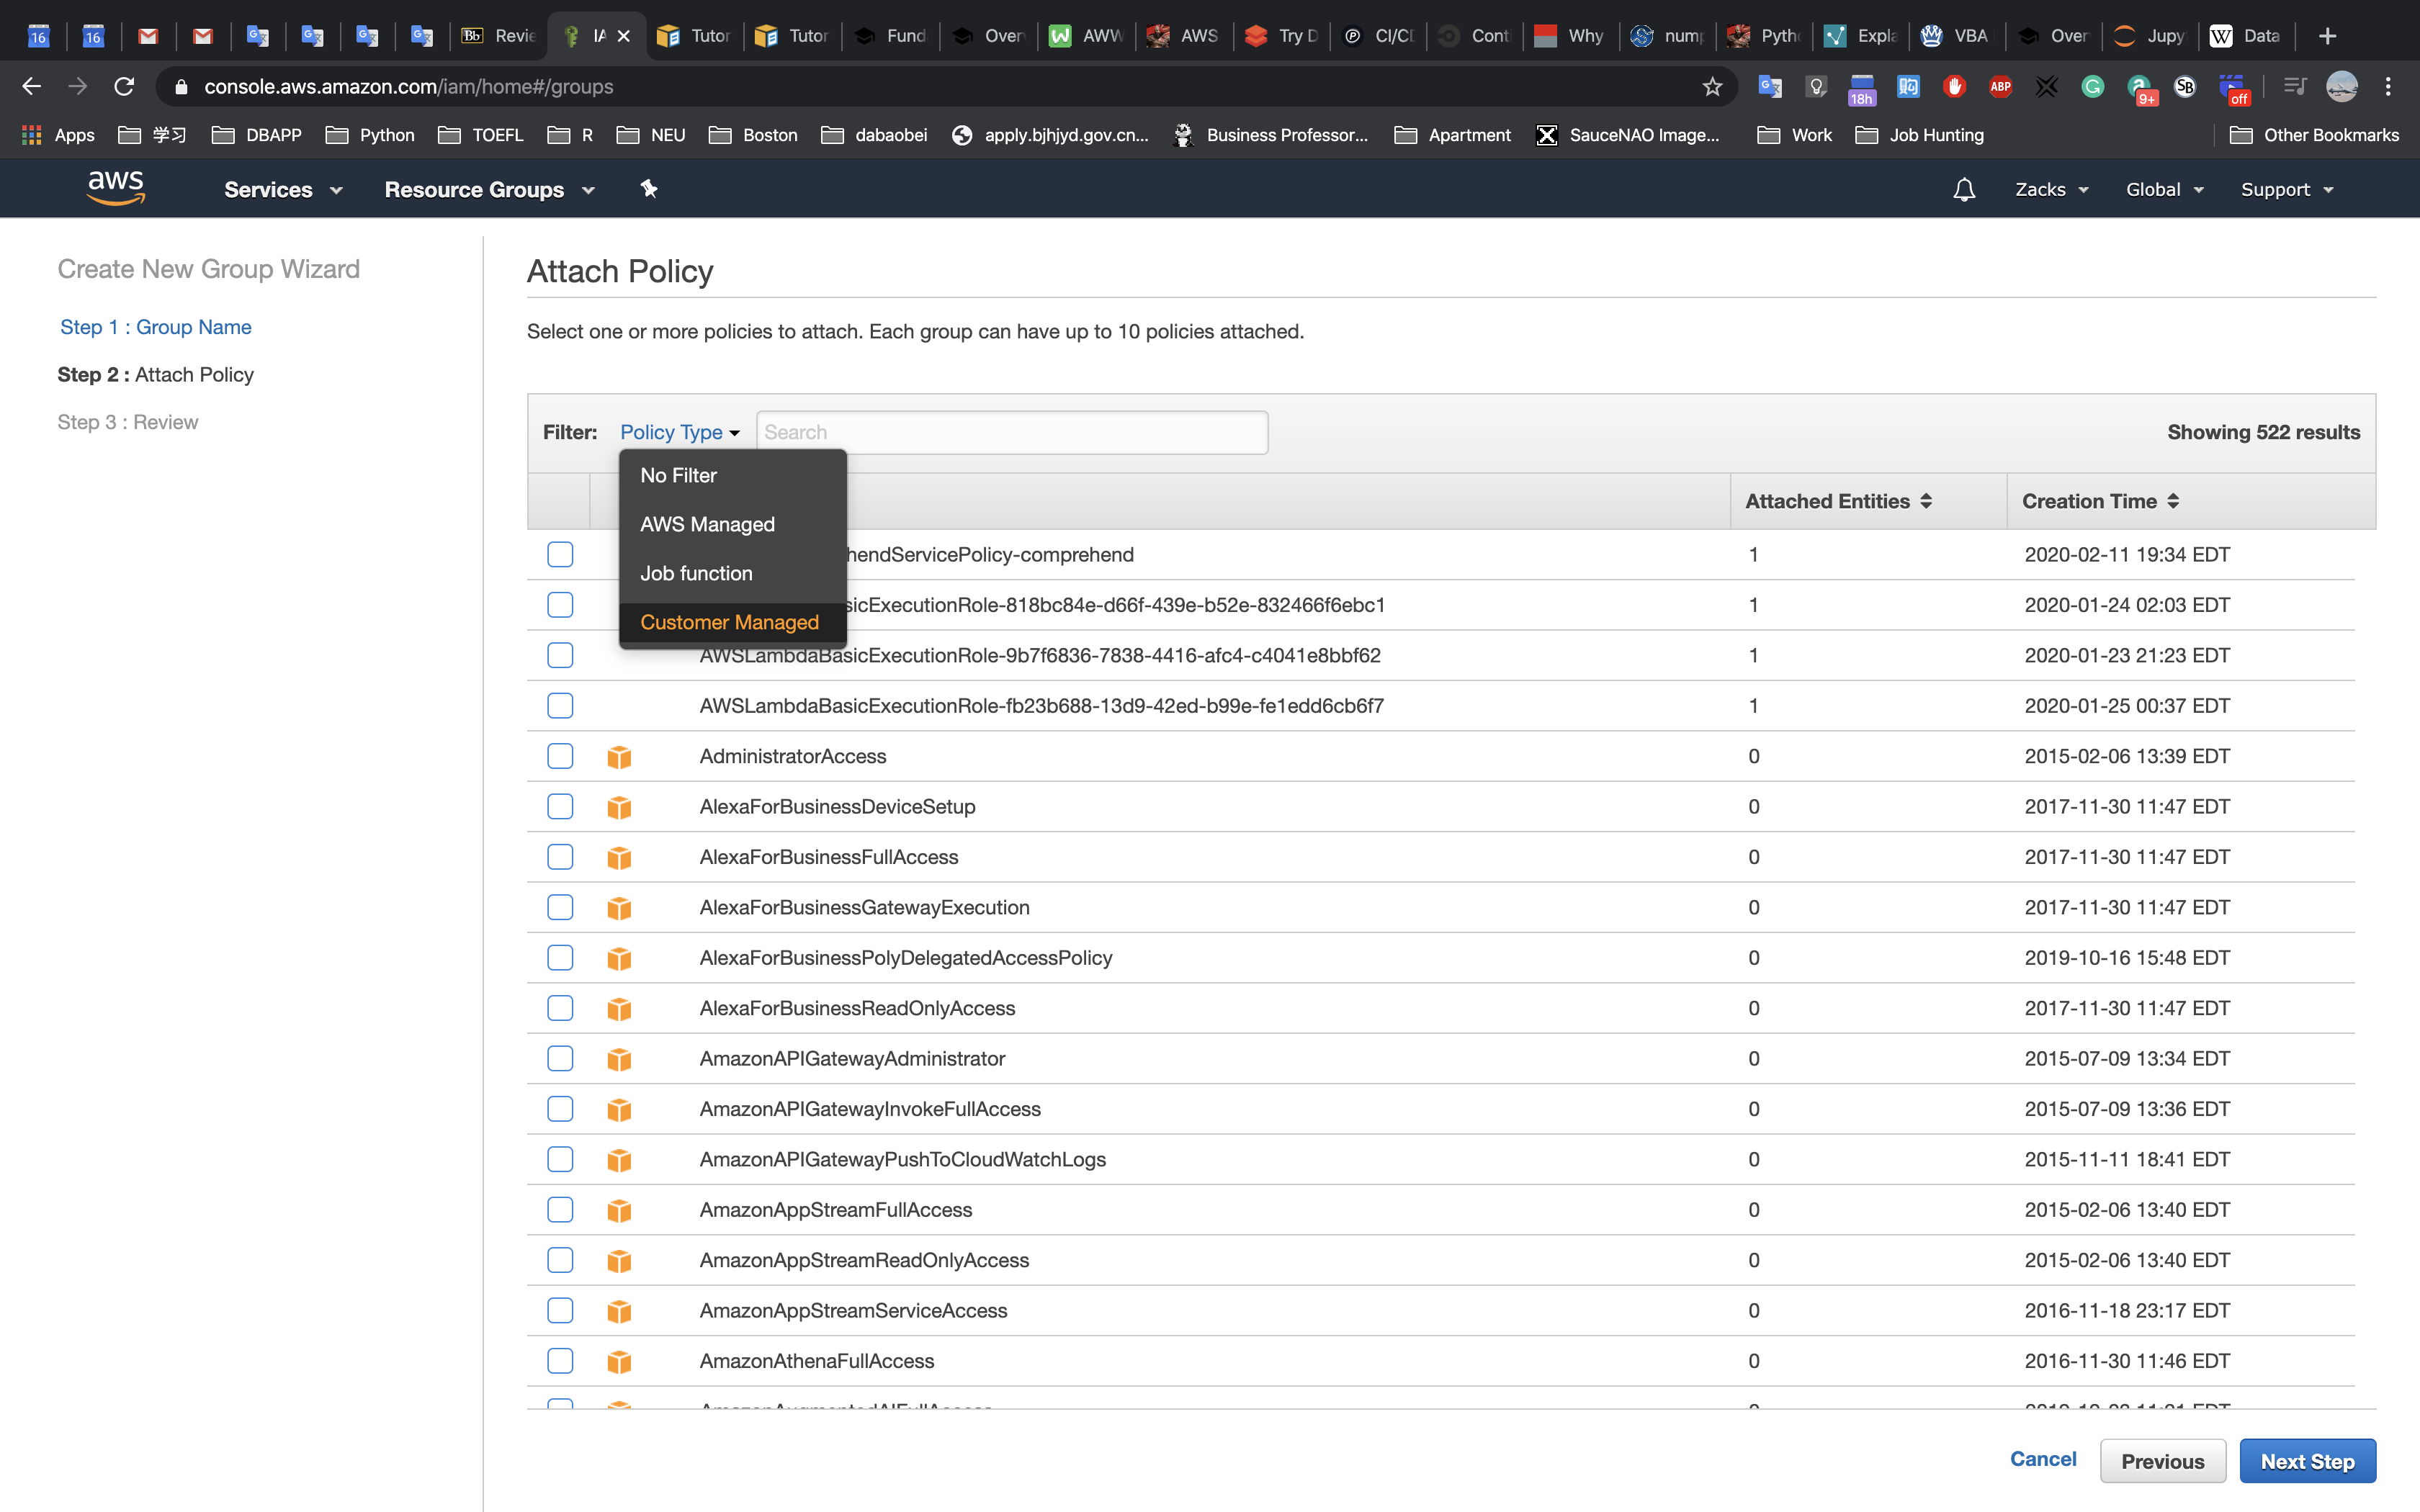 16
16
Bb Revie
IA
Tutor
Tutor
Fund
Over
AWW
AWS
Try D
CI/CD
Cont
Why
nump
Pytho
Expla
VBA
Over
Jupy
W Data
console.aws.amazon.com/iam/home#/groups
18h
ABP
9+
SB
off
Apps
学习
DBAPP
Python
TOEFL
R
NEU
Boston
dabaobei
apply.bjhjyd.gov.cn...
Business Professor...
Apartment
SauceNAO Image...
Work
Job Hunting
Other Bookmarks
aws
Services
Resource Groups
Zacks
Global
Support
Create New Group Wizard
Step 1 : Group Name
Step 2 : Attach Policy
Step 3 : Review
Attach Policy
Select one or more policies to attach. Each group can have up to 10 policies attached.
Filter: Policy Type Search Showing 522 results
No Filter
AWS Managed
Job function
Customer Managed
Attached Entities Creation Time
hendServicePolicy-comprehend 1 2020-02-11 19:34 EDT
sicExecutionRole-818bc84e-d66f-439e-b52e-832466f6ebc1 1 2020-01-24 02:03 EDT
AWSLambdaBasicExecutionRole-9b7f6836-7838-4416-afc4-c4041e8bbf62 1 2020-01-23 21:23 EDT
AWSLambdaBasicExecutionRole-fb23b688-13d9-42ed-b99e-fe1edd6cb6f7 1 2020-01-25 00:37 EDT
AdministratorAccess 0 2015-02-06 13:39 EDT
AlexaForBusinessDeviceSetup 0 2017-11-30 11:47 EDT
AlexaForBusinessFullAccess 0 2017-11-30 11:47 EDT
AlexaForBusinessGatewayExecution 0 2017-11-30 11:47 EDT
AlexaForBusinessPolyDelegatedAccessPolicy 0 2019-10-16 15:48 EDT
AlexaForBusinessReadOnlyAccess 0 2017-11-30 11:47 EDT
AmazonAPIGatewayAdministrator 0 2015-07-09 13:34 EDT
AmazonAPIGatewayInvokeFullAccess 0 2015-07-09 13:36 EDT
AmazonAPIGatewayPushToCloudWatchLogs 0 2015-11-11 18:41 EDT
AmazonAppStreamFullAccess 0 2015-02-06 13:40 EDT
AmazonAppStreamReadOnlyAccess 0 2015-02-06 13:40 EDT
AmazonAppStreamServiceAccess 0 2016-11-18 23:17 EDT
AmazonAthenaFullAccess 0 2016-11-30 11:46 EDT
Cancel Previous Next Step